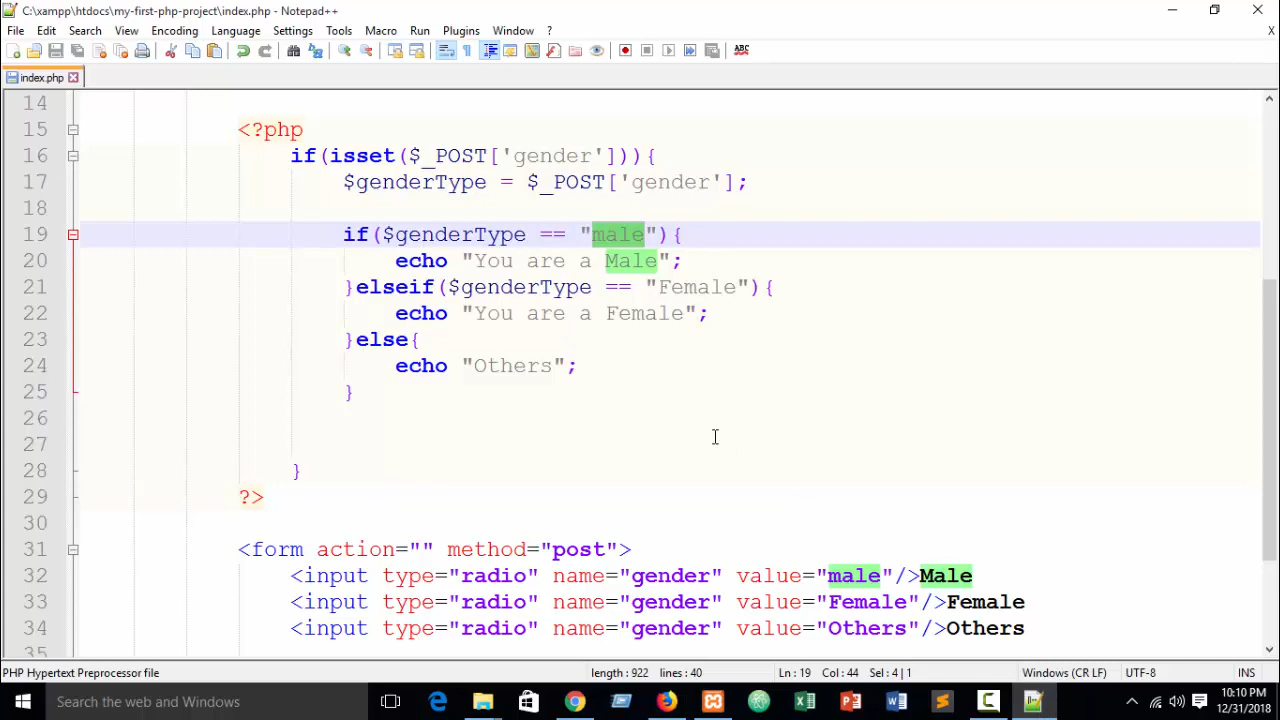 C:\xampp\htdocs\my-first-php-project\index.php - Notepad++
File Edit Search View Encoding Language Settings Tools Macro Run Plugins Window ? X
ABC
index.php
14
15 <?php
16 if(isset($_POST['gender'])){
17 $genderType = $_POST['gender'];
18
19 if($genderType == "male"){
20 echo "You are a Male";
21 }elseif($genderType == "Female"){
22 echo "You are a Female";
23 }else{
24 echo "Others";
25 }
26
27
28 }
29 ?>
30
31 <form action="" method="post">
32 <input type="radio" name="gender" value="male"/>Male
33 <input type="radio" name="gender" value="Female"/>Female
34 <input type="radio" name="gender" value="Others"/>Others
35
PHP Hypertext Preprocessor file length : 922 lines : 40 Ln : 19 Col : 44 Sel : 4 | 1 Windows (CR LF) UTF-8 INS
Search the web and Windows
10:10 PM
12/31/2018